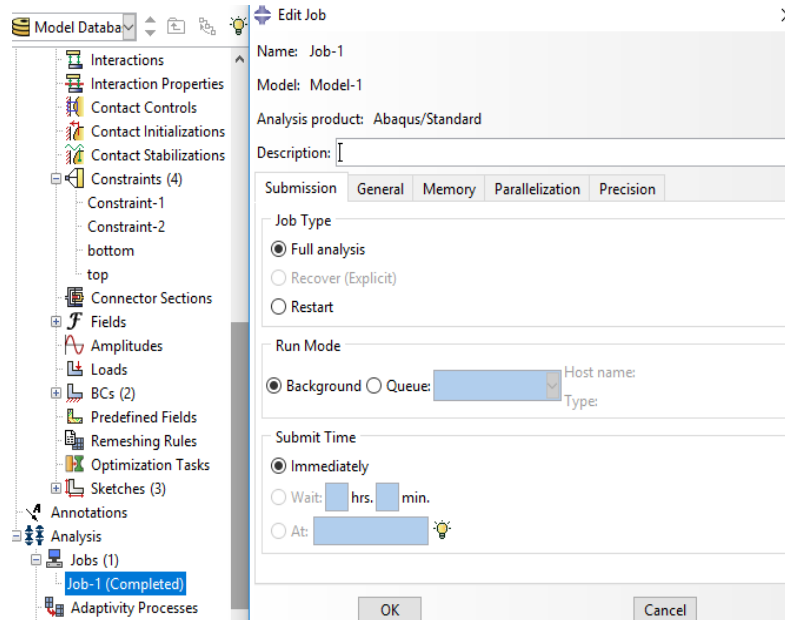 Model Databa
Interactions
Interaction Properties
Contact Controls
Contact Initializations
Contact Stabilizations
Constraints (4)
Constraint-1
Constraint-2
bottom
top
Connector Sections
Fields
Amplitudes
Loads
BCs (2)
Predefined Fields
Remeshing Rules
Optimization Tasks
Sketches (3)
Annotations
Analysis
Jobs (1)
Job-1 (Completed)
Adaptivity Processes
Edit Job
Name: Job-1
Model: Model-1
Analysis product: Abaqus/Standard
Description:
Submission General Memory Parallelization Precision
Job Type
Full analysis
Recover (Explicit)
Restart
Run Mode
Background Queue: Host name:
Type:
Submit Time
Immediately
Wait: hrs. min.
At:
OK Cancel